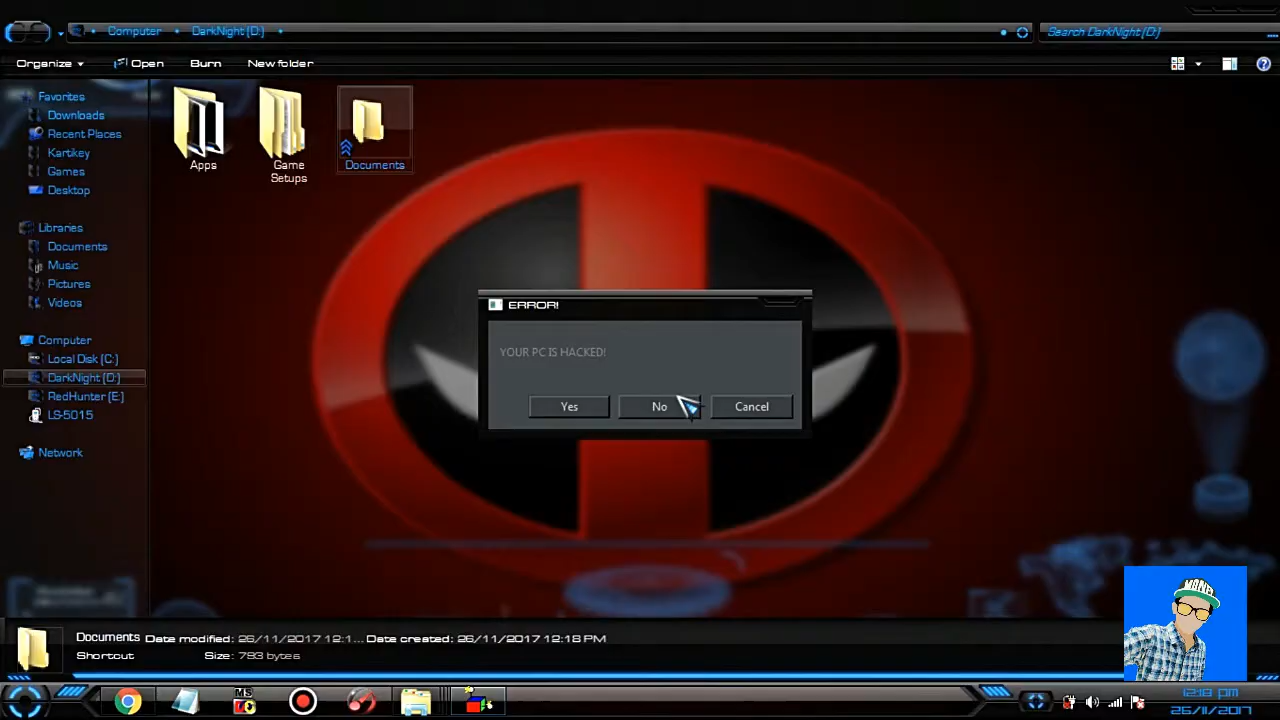 Computer
DarkNight (D:)
Search DarkNight (D:)
Organize
Open
Burn
New folder
Favorites
Downloads
Recent Places
Kartikey
Games
Desktop
Libraries
Documents
Music
Pictures
Videos
Computer
Local Disk (C:)
DarkNight (D:)
RedHunter (E:)
LS-5015
Network
Apps
Game
Setups
Documents
ERROR!
YOUR PC IS HACKED!
Yes
No
Cancel
Documents Date modified: 26/11/2017 12:1... Date created: 26/11/2017 12:18 PM
Shortcut Size: 793 bytes
MS
12:18 PM
26/11/2017